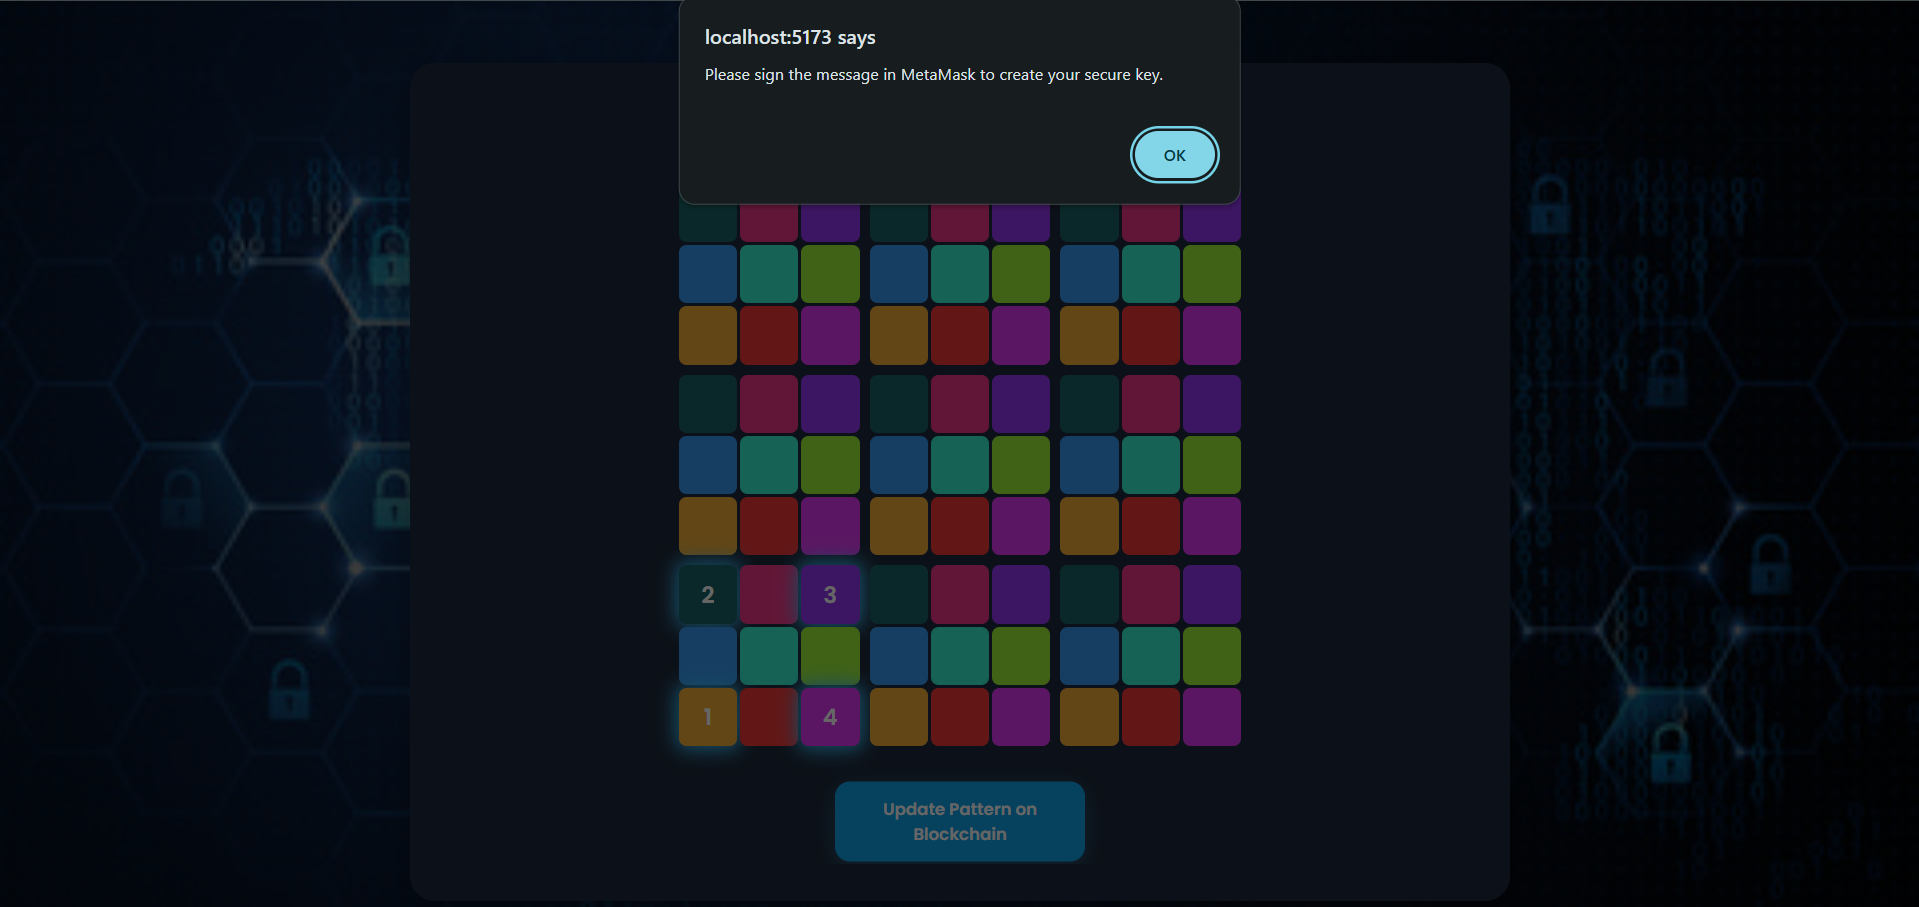 localhost:5173 says
Please sign the message in MetaMask to create your secure key.
OK
2 3
1 4
Update Pattern on
Blockchain